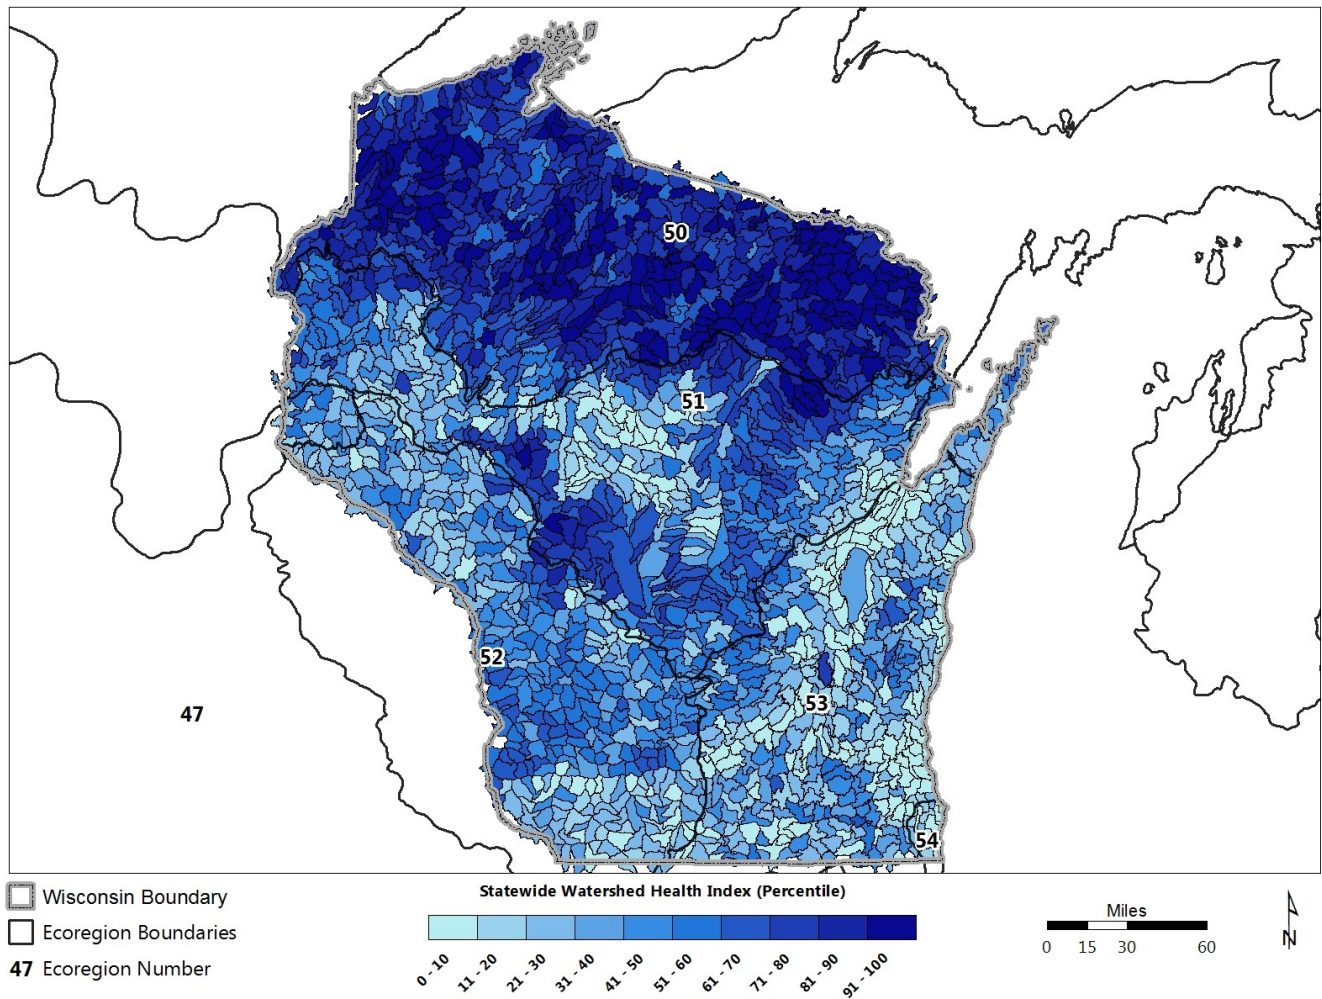 50
51
52
47
53
54
Wisconsin Boundary
Ecoregion Boundaries
47 Ecoregion Number
Statewide Watershed Health Index (Percentile)
0 - 10
11 - 20
21 - 30
31 - 40
41 - 50
51 - 60
61 - 70
71 - 80
81 - 90
91 - 100
Miles
0 15 30 60
N